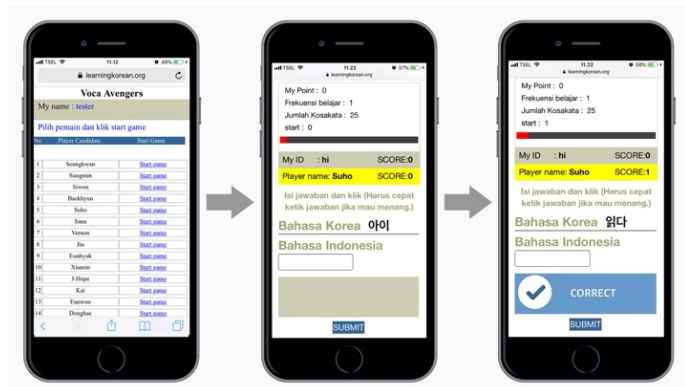 TSEL 11.12 48%
learningkorean.org
Voca Avengers
My name : tester
Pilih pemain dan klik start game
No Player Candidate Start Game
1 Seungkwan Start game
2 Sungmin Start game
3 Siwon Start game
4 Baekhyun Start game
5 Suho Start game
6 Sana Start game
7 Vernon Start game
8 Jin Start game
9 Eunhyuk Start game
10 Xiumin Start game
11 J-Hope Start game
12 Kai Start game
13 Eunwoo Start game
14 Donghae Start game
TSEL 11.22 57%
learningkorean.org
My Point : 0
Frekuensi belajar : 1
Jumlah Kosakata : 25
start : 0
My ID : hi SCORE:0
Player name: Suho SCORE:0
Isi jawaban dan klik (Harus cepat
ketik jawaban jika mau menang.)
Bahasa Korea 아이
Bahasa Indonesia
SUBMIT
TSEL 11.22 58%
learningkorean.org
My Point : 0
Frekuensi belajar : 1
Jumlah Kosakata : 25
start : 1
My ID : hi SCORE:0
Player name: Suho SCORE:1
Isi jawaban dan klik (Harus cepat
ketik jawaban jika mau menang.)
Bahasa Korea 읽다
Bahasa Indonesia
CORRECT
SUBMIT